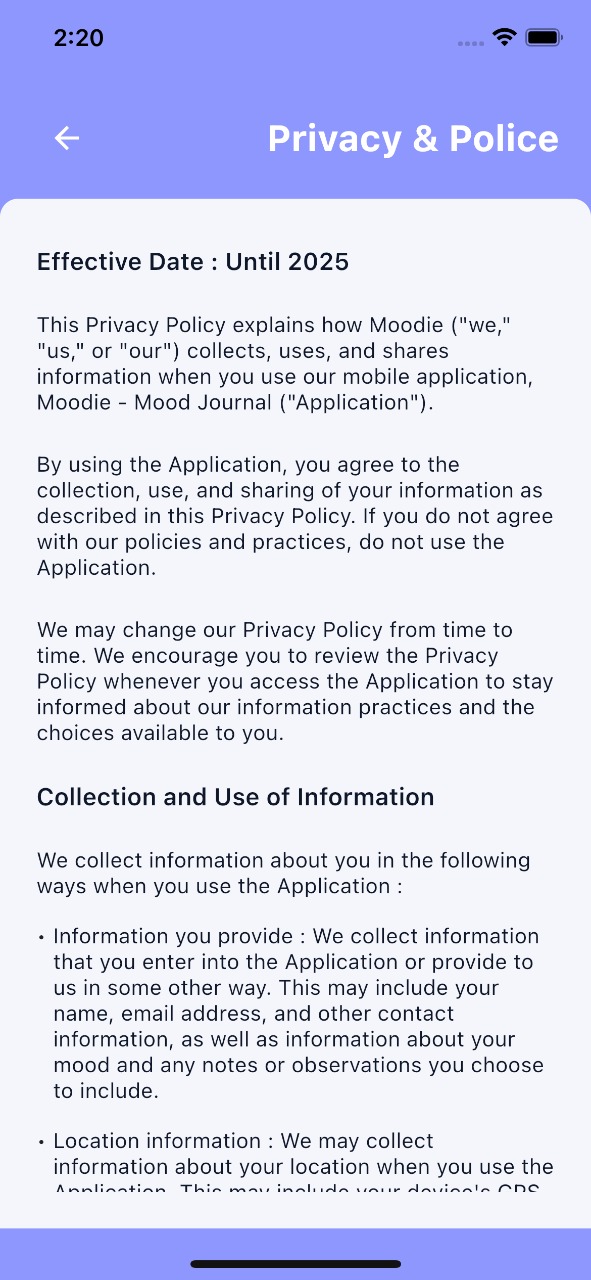 2:20
Privacy & Police
Effective Date : Until 2025
This Privacy Policy explains how Moodie ("we,"
"us," or "our") collects, uses, and shares
information when you use our mobile application,
Moodie - Mood Journal ("Application").
By using the Application, you agree to the
collection, use, and sharing of your information as
described in this Privacy Policy. If you do not agree
with our policies and practices, do not use the
Application.
We may change our Privacy Policy from time to
time. We encourage you to review the Privacy
Policy whenever you access the Application to stay
informed about our information practices and the
choices available to you.
Collection and Use of Information
We collect information about you in the following
ways when you use the Application :
• Information you provide : We collect information
that you enter into the Application or provide to
us in some other way. This may include your
name, email address, and other contact
information, as well as information about your
mood and any notes or observations you choose
to include.
• Location information : We may collect
information about your location when you use the
Application. This may include your device's GPS